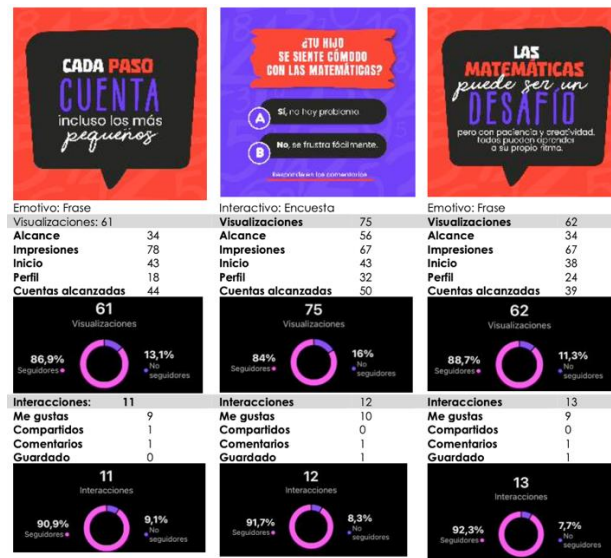 CADA PASO
CUENTA
incluso los más
pequeños
¿TU HIJO
SE SIENTE CÓMODO
CON LAS MATEMÁTICAS?
A
Sí, no hay problema
B
No, se frustra fácilmente.
Responde en los comentarios
LAS
MATEMÁTICAS
puede ser un
DESAFÍO
pero con paciencia y creatividad,
todos pueden aprender
a su propio ritmo.
Emotivo: Frase
Visualizaciones: 61
Alcance 34
Impresiones 78
Inicio 43
Perfil 18
Cuentas alcanzadas 44
61
Visualizaciones
86,9%
Seguidores
13,1%
No
seguidores
Interacciones: 11
Me gustas 9
Compartidos 1
Comentarios 1
Guardado 0
11
Interacciones
90,9%
Seguidores
9,1%
No
seguidores
Interactivo: Encuesta
Visualizaciones 75
Alcance 56
Impresiones 67
Inicio 43
Perfil 32
Cuentas alcanzadas 50
75
Visualizaciones
84%
Seguidores
16%
No
seguidores
Interacciones 12
Me gustas 10
Compartidos 0
Comentarios 1
Guardado 1
12
Interacciones
91,7%
Seguidores
8,3%
No
seguidores
Emotivo: Frase
Visualizaciones 62
Alcance 34
Impresiones 67
Inicio 38
Perfil 24
Cuentas alcanzadas 39
62
Visualizaciones
88,7%
Seguidores
11,3%
No
seguidores
Interacciones 13
Me gustas 9
Compartidos 0
Comentarios 1
Guardado 1
13
Interacciones
92,3%
Seguidores
7,7%
No
seguidores